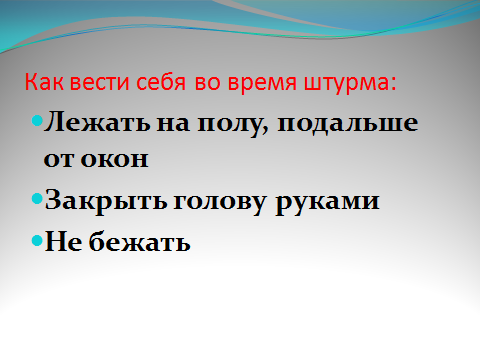 Как вести себя во время штурма:
Лежать на полу, подальше
от окон
Закрыть голову руками
Не бежать